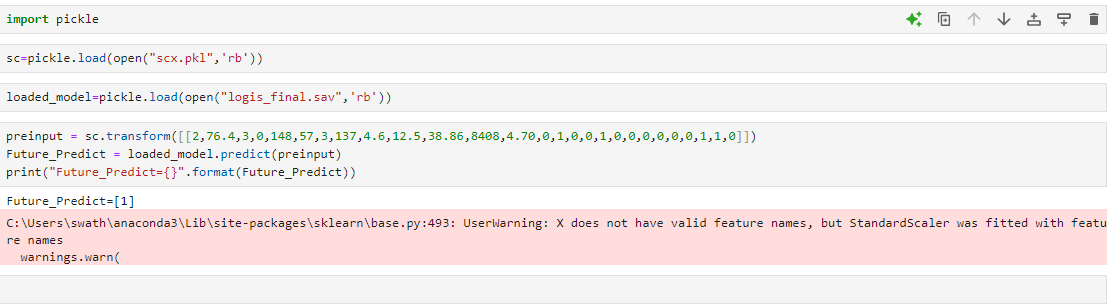 import pickle
sc=pickle.load(open("scx.pkl",'rb'))
loaded_model=pickle.load(open("logis_final.sav",'rb'))
preinput = sc.transform([[2,76.4,3,0,148,57,3,137,4.6,12.5,38.86,8408,4.70,0,1,0,0,1,0,0,0,0,0,0,1,1,0]])
Future_Predict = loaded_model.predict(preinput)
print("Future_Predict={}".format(Future_Predict))
Future_Predict=[1]
C:\Users\swath\anaconda3\Lib\site-packages\sklearn\base.py:493: UserWarning: X does not have valid feature names, but StandardScaler was fitted with featu
re names
  warnings.warn(